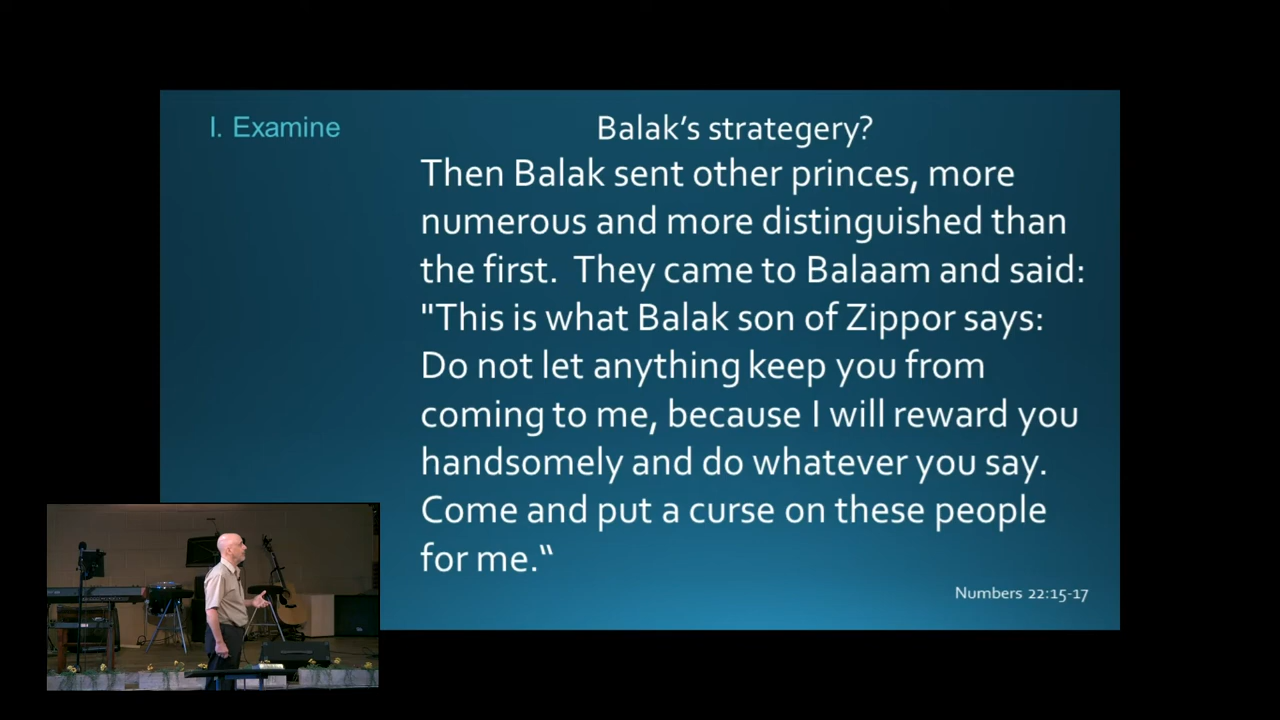 I. Examine
Balak's strategery?
Then Balak sent other princes, more
numerous and more distinguished than
the first.  They came to Balaam and said:
"This is what Balak son of Zippor says:
Do not let anything keep you from
coming to me, because I will reward you
handsomely and do whatever you say.
Come and put a curse on these people
for me.“
Numbers 22:15-17